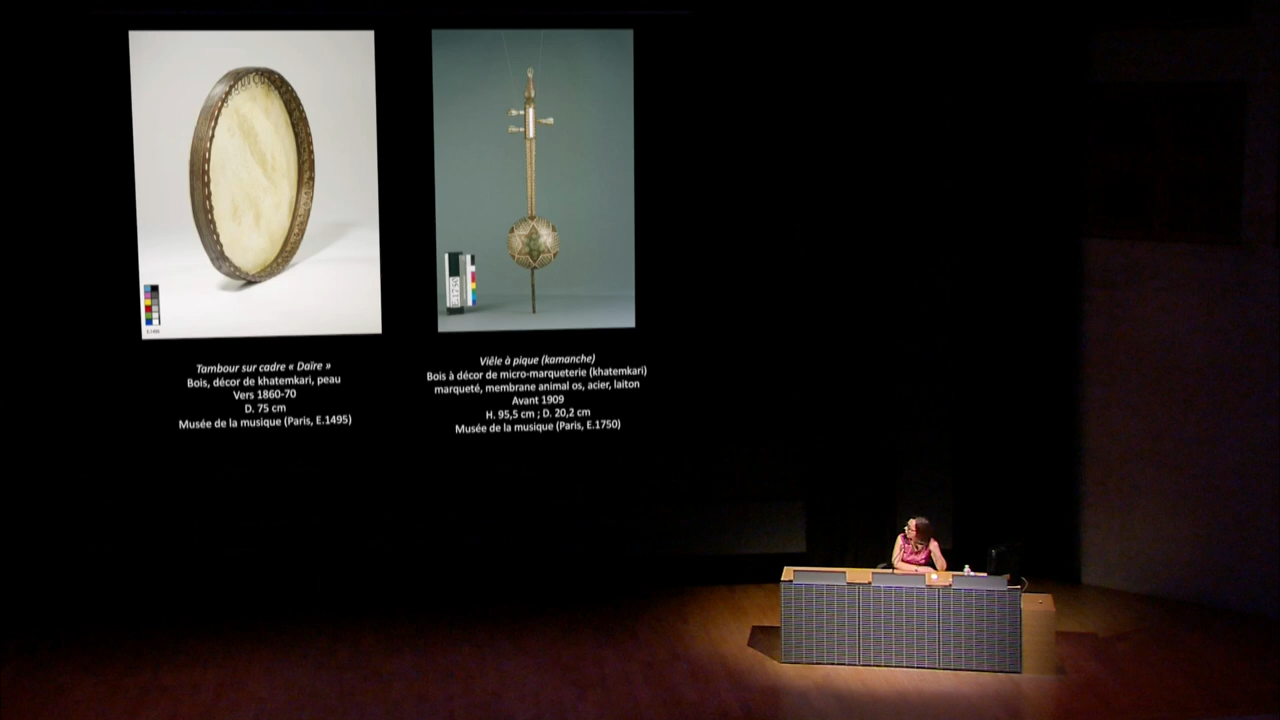 Tambour sur cadre « Daïre »
Bois, décor de khatemkari, peau
Vers 1860-70
D. 75 cm
Musée de la musique (Paris, E.1495)
Vièle à pique (kamanche)
Bois à décor de micro-marqueterie (khatemkari)
marqueté, membrane animal os, acier, laiton
Avant 1909
H. 95,5 cm ; D. 20,2 cm
Musée de la musique (Paris, E.1750)